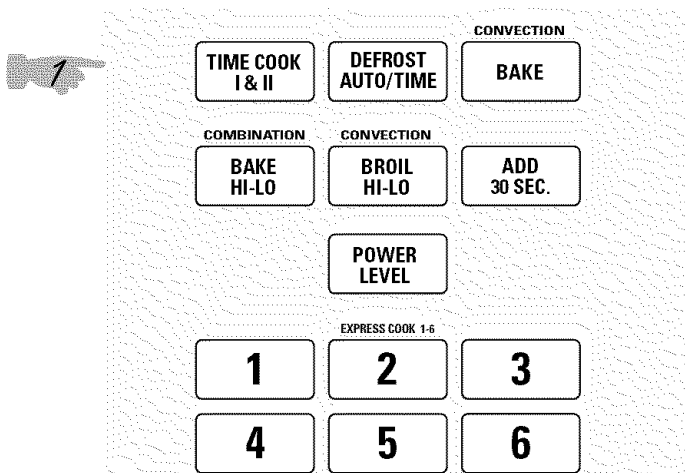 CONVECTION
1
TIME COOK
I & II
DEFROST
AUTO/TIME
BAKE
COMBINATION
CONVECTION
BAKE
HI-LO
BROIL
HI-LO
ADD
30 SEC.
POWER
LEVEL
EXPRESS COOK 1-6
1 2 3
4 5 6